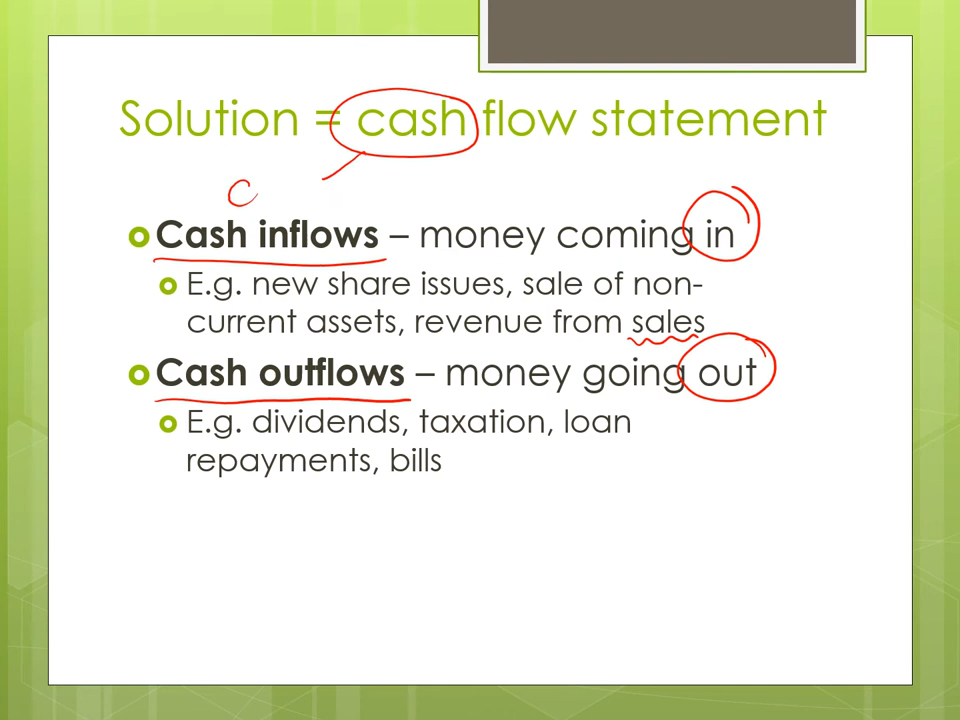 Solution = cash flow statement
C
Cash inflows – money coming in
E.g. new share issues, sale of non-
current assets, revenue from sales
Cash outflows – money going out
E.g. dividends, taxation, loan
repayments, bills